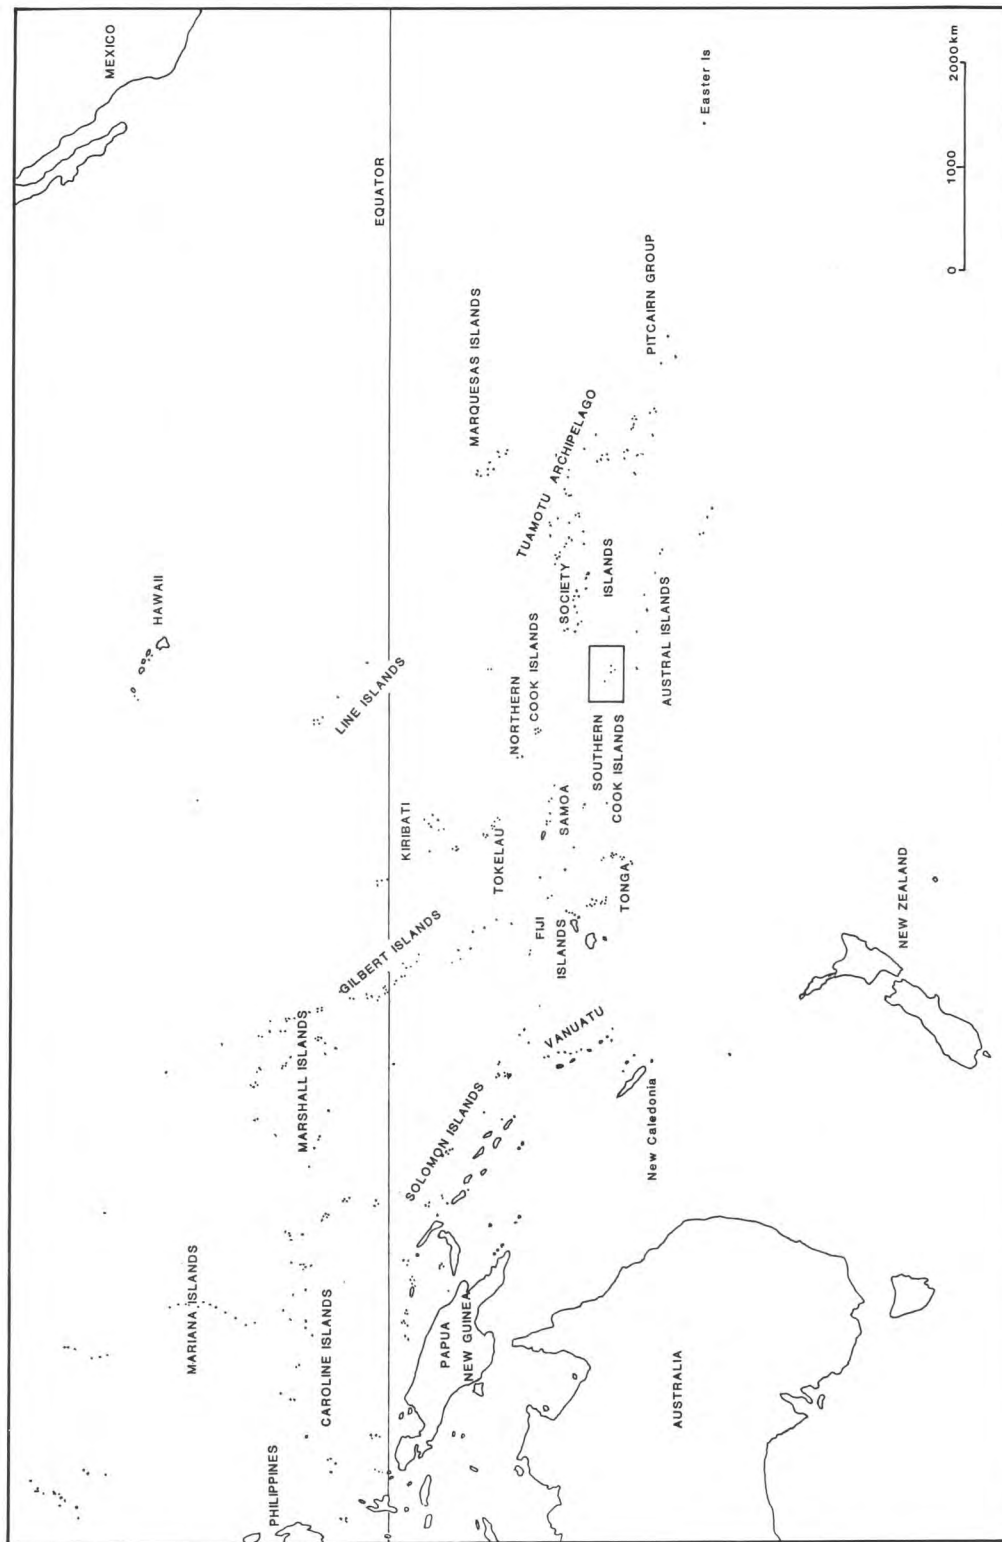 MEXICO
HAWAII
PHILIPPINES
MARIANA ISLANDS
CAROLINE ISLANDS
MARSHALL ISLANDS
GILBERT ISLANDS
LINE ISLANDS
EQUATOR
KIRIBATI
PAPUA
NEW GUINEA
SOLOMON ISLANDS
TOKELAU
NORTHERN
COOK ISLANDS
MARQUESAS ISLANDS
TUAMOTU ARCHIPELAGO
VANUATU
FIJI
ISLANDS
SAMOA
SOCIETY
ISLANDS
TONGA
SOUTHERN
COOK ISLANDS
AUSTRAL ISLANDS
PITCAIRN GROUP
Easter Is
New Caledonia
AUSTRALIA
NEW ZEALAND
0 1000 2000km